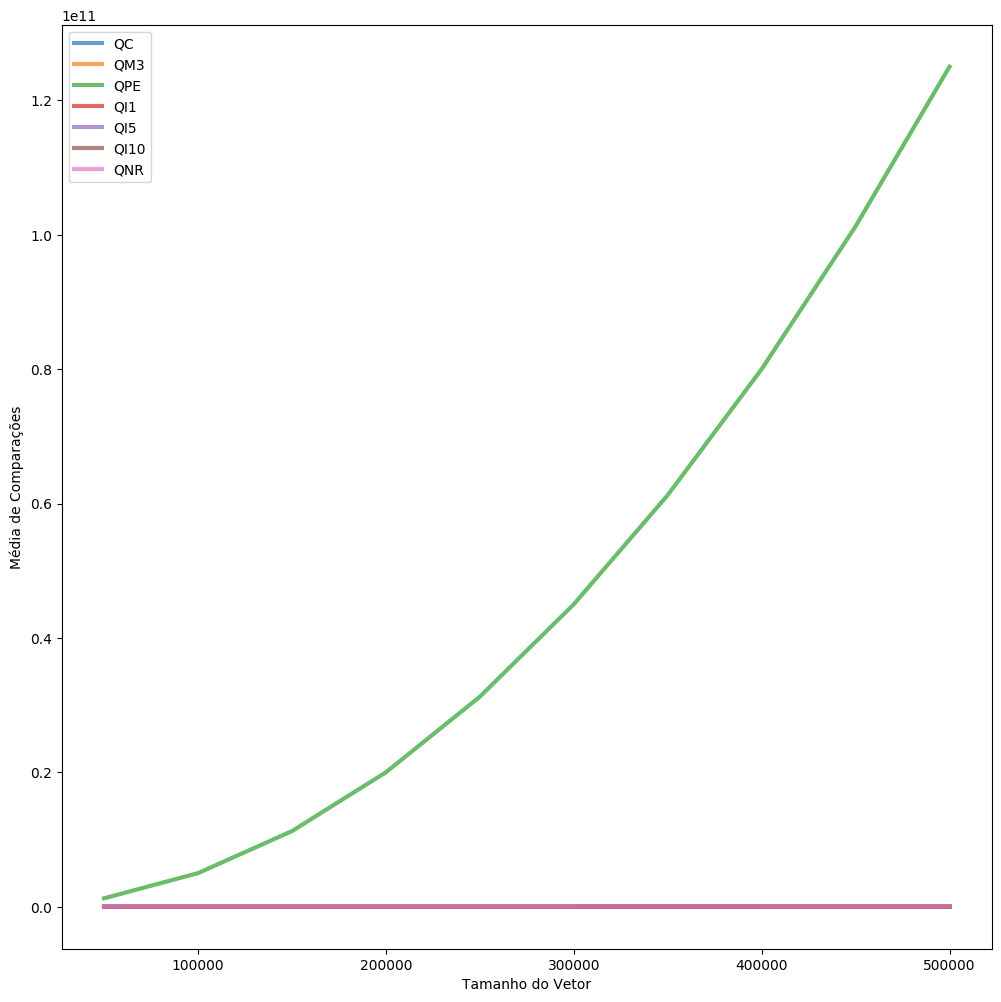 1e11
QC
QM3
QPE
QI1
QI5
QI10
QNR
1.2
1.0
0.8
0.6
0.4
0.2
0.0
Média de Comparações
100000 200000 300000 400000 500000
Tamanho do Vetor